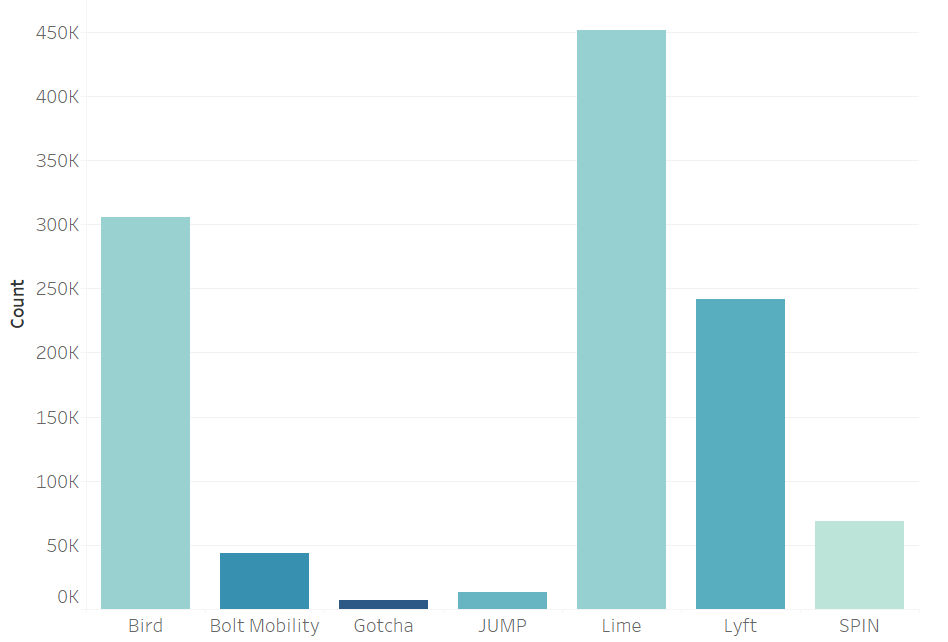 450K
400K
350K
300K
250K
200K
150K
100K
50K
0K
Count
Bird Bolt Mobility Gotcha JUMP Lime Lyft SPIN